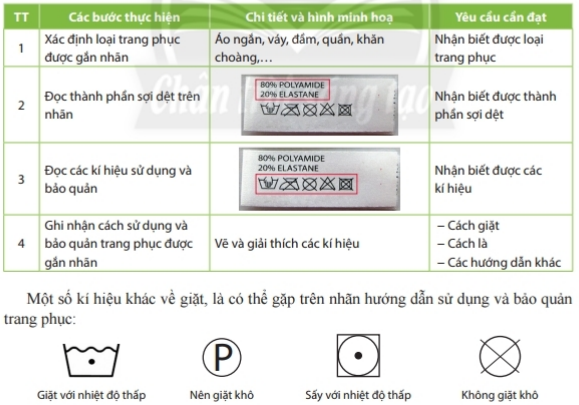 TT Các bước thực hiện Chi tiết và hình minh hoạ Yêu cầu cần đạt
1 Xác định loại trang phục được gắn nhãn
Áo ngắn, váy, đầm, quần, khăn choàng,...
Nhận biết được loại trang phục
2 Đọc thành phần sợi dệt trên nhãn
80% POLYAMIDE
20% ELASTANE
Nhận biết được thành phần sợi dệt
3 Đọc các kí hiệu sử dụng và bảo quản
80% POLYAMIDE
20% ELASTANE
Nhận biết được các kí hiệu
4 Ghi nhận cách sử dụng và bảo quản trang phục được gắn nhãn
Vẽ và giải thích các kí hiệu
– Cách giặt
– Cách là
– Các hướng dẫn khác
Một số kí hiệu khác về giặt, là có thể gặp trên nhãn hướng dẫn sử dụng và bảo quản
trang phục:
P
Giặt với nhiệt độ thấp
Nên giặt khô
Sấy với nhiệt độ thấp
Không giặt khô